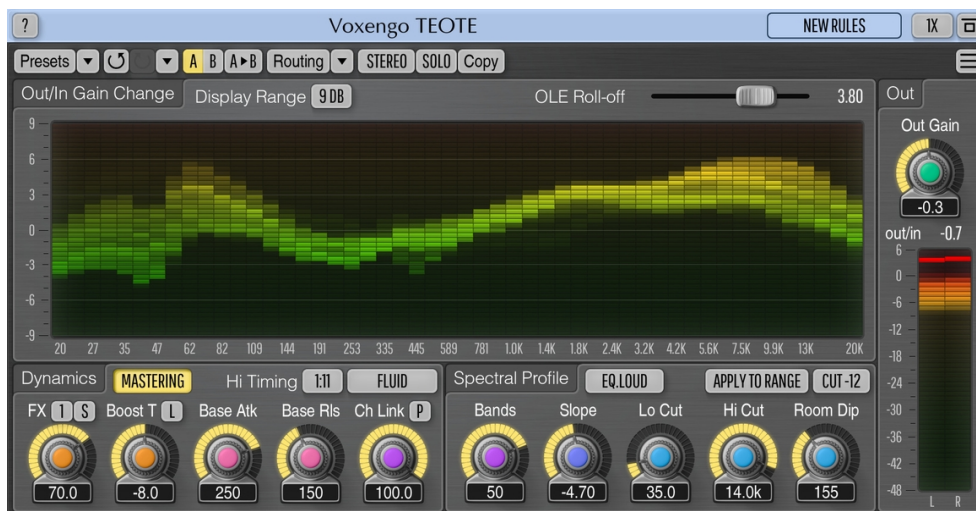 ? Voxengo TEOTE NEW RULES 1X
Presets A B A▸B Routing STEREO SOLO Copy
Out/In Gain Change Display Range 9 DB OLE Roll-off 3.80 Out
Out Gain
-0.3
out/in -0.7
9
6
3
0
-3
-6
-9
20 27 35 47 62 82 109 144 191 253 335 445 589 781 1.0K 1.4K 1.8K 2.4K 3.2K 4.2K 5.6K 7.5K 9.9K 13K 20K
6
0
-6
-12
-18
-24
-30
-36
-42
-48
L R
Dynamics MASTERING Hi Timing 1:11 FLUID
FX 1 S Boost T L Base Atk Base Rls Ch Link P
70.0 -8.0 250 150 100.0
Spectral Profile EQ.LOUD APPLY TO RANGE CUT -12
Bands Slope Lo Cut Hi Cut Room Dip
50 -4.70 35.0 14.0k 155